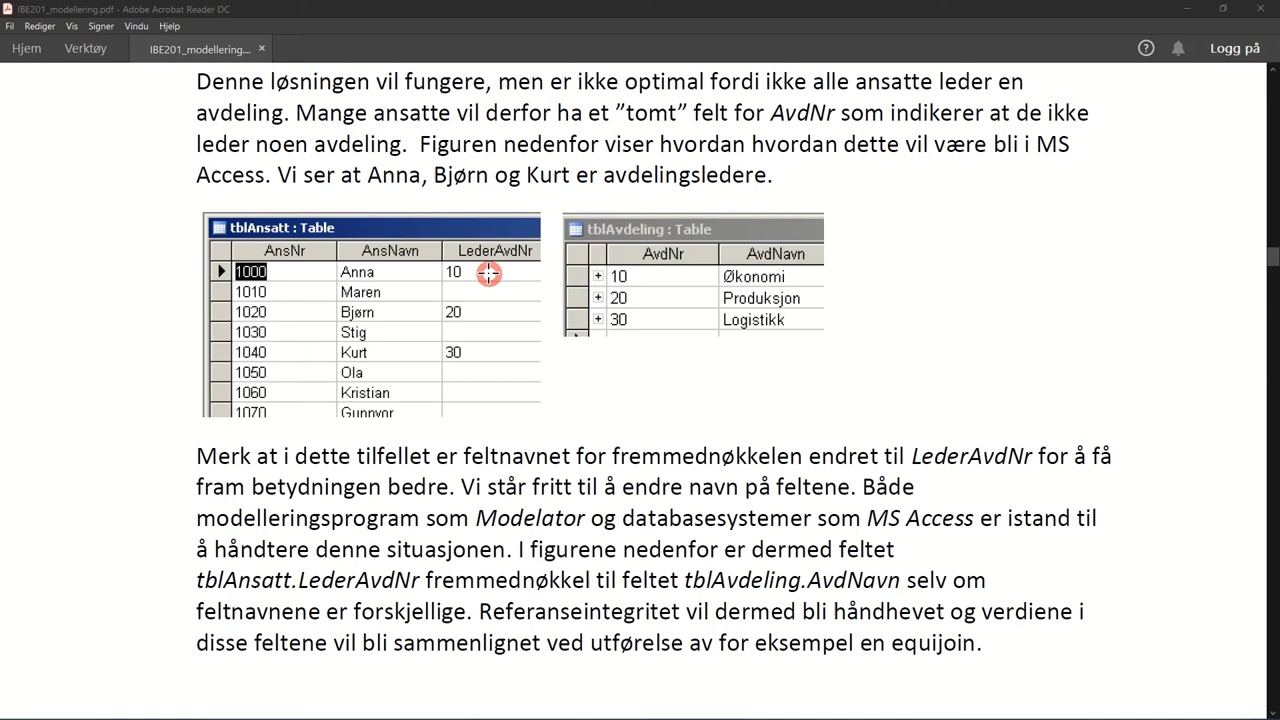 IBE201_modellering.pdf - Adobe Acrobat Reader DC
Fil Rediger Vis Signer Vindu Hjelp
Hjem Verktøy IBE201_modellering... × ? Logg på
Denne løsningen vil fungere, men er ikke optimal fordi ikke alle ansatte leder en
avdeling. Mange ansatte vil derfor ha et ”tomt” felt for AvdNr som indikerer at de ikke
leder noen avdeling. Figuren nedenfor viser hvordan hvordan dette vil være bli i MS
Access. Vi ser at Anna, Bjørn og Kurt er avdelingsledere.
tblAnsatt : Table
AnsNr AnsNavn LederAvdNr
1000 Anna 10
1010 Maren
1020 Bjørn 20
1030 Stig
1040 Kurt 30
1050 Ola
1060 Kristian
1070 Gunnvor
tblAvdeling : Table
AvdNr AvdNavn
10 Økonomi
20 Produksjon
30 Logistikk
Merk at i dette tilfellet er feltnavnet for fremmednøkkelen endret til LederAvdNr for å få
fram betydningen bedre. Vi står fritt til å endre navn på feltene. Både
modelleringsprogram som Modelator og databasesystemer som MS Access er istand til
å håndtere denne situasjonen. I figurene nedenfor er dermed feltet
tblAnsatt.LederAvdNr fremmednøkkel til feltet tblAvdeling.AvdNavn selv om
feltnavnene er forskjellige. Referanseintegritet vil dermed bli håndhevet og verdiene i
disse feltene vil bli sammenlignet ved utførelse av for eksempel en equijoin.